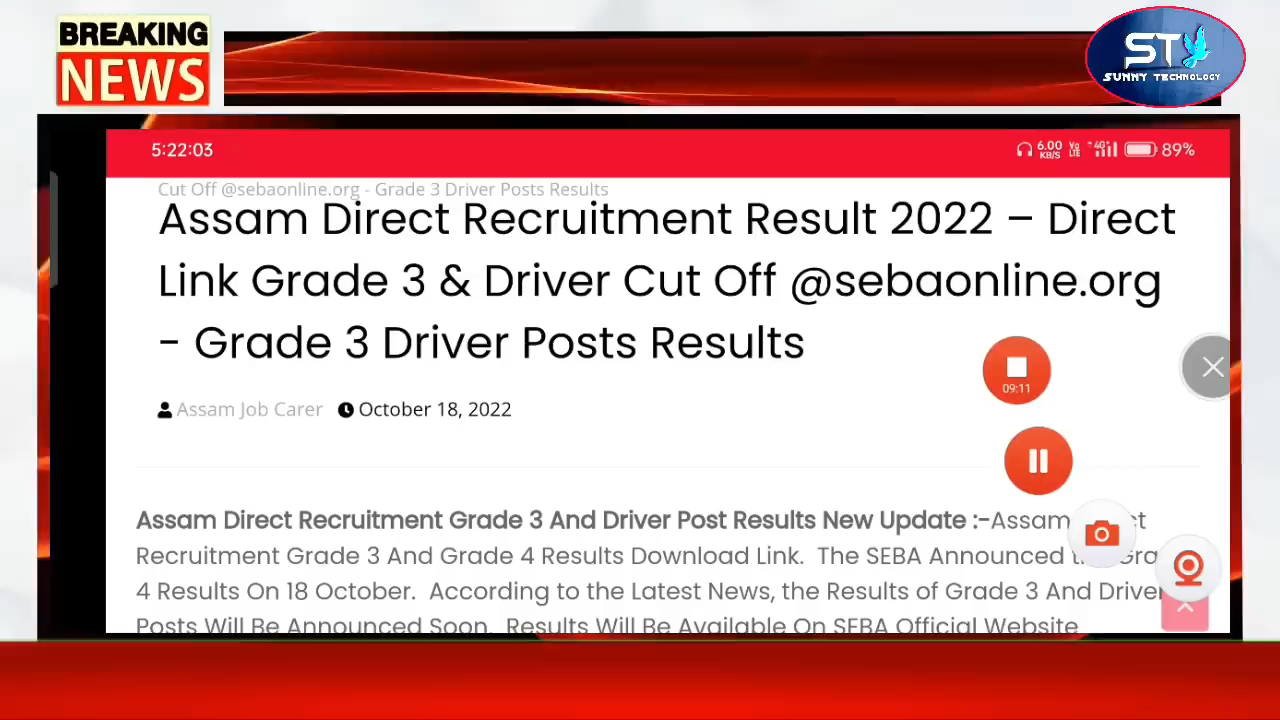 BREAKING
NEWS
ST
SUNNY TECHNOLOGY
5:22:03
6.00 KB/S Vo LTE 4G+ 89%
Cut Off @sebaonline.org - Grade 3 Driver Posts Results
Assam Direct Recruitment Result 2022 – Direct
Link Grade 3 & Driver Cut Off @sebaonline.org
- Grade 3 Driver Posts Results
09:11
Assam Job Carer October 18, 2022
Assam Direct Recruitment Grade 3 And Driver Post Results New Update :-Assam
Recruitment Grade 3 And Grade 4 Results Download Link. The SEBA Announced
4 Results On 18 October. According to the Latest News, the Results of Grade 3 And Driver
Posts Will Be Announced Soon. Results Will Be Available On SEBA Official Website